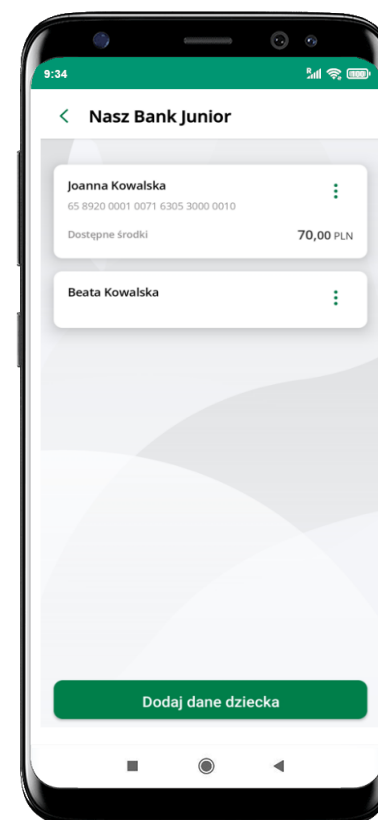 9:34
R
100
Nasz Bank Junior
Joanna Kowalska
65 8920 0001 0071 6305 3000 0010
Dostępne środki 70,00 PLN
Beata Kowalska
Dodaj dane dziecka